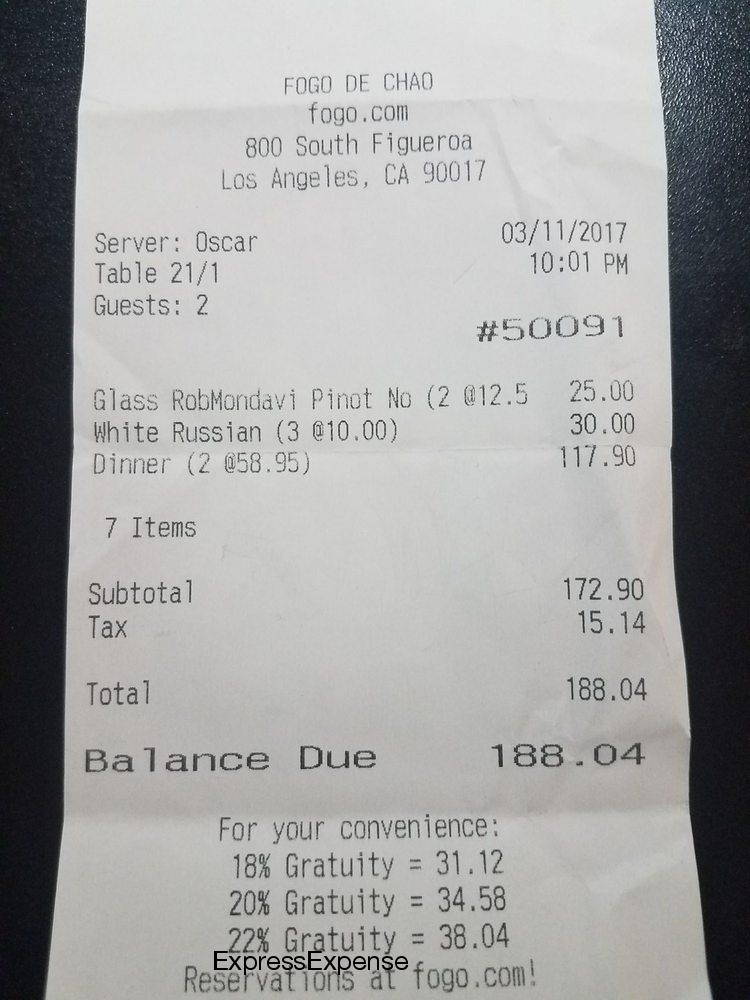 FOGO DE CHAO
fogo.com
800 South Figueroa
Los Angeles, CA 90017
Server: Oscar 03/11/2017
Table 21/1 10:01 PM
Guests: 2
#50091
Glass RobMondavi Pinot No (2 @12.5 25.00
White Russian (3 @10.00) 30.00
Dinner (2 @58.95) 117.90
7 Items
Subtotal 172.90
Tax 15.14
Total 188.04
Balance Due 188.04
For your convenience:
18% Gratuity = 31.12
20% Gratuity = 34.58
22% Gratuity = 38.04
ExpressExpense
Reservations at fogo.com!